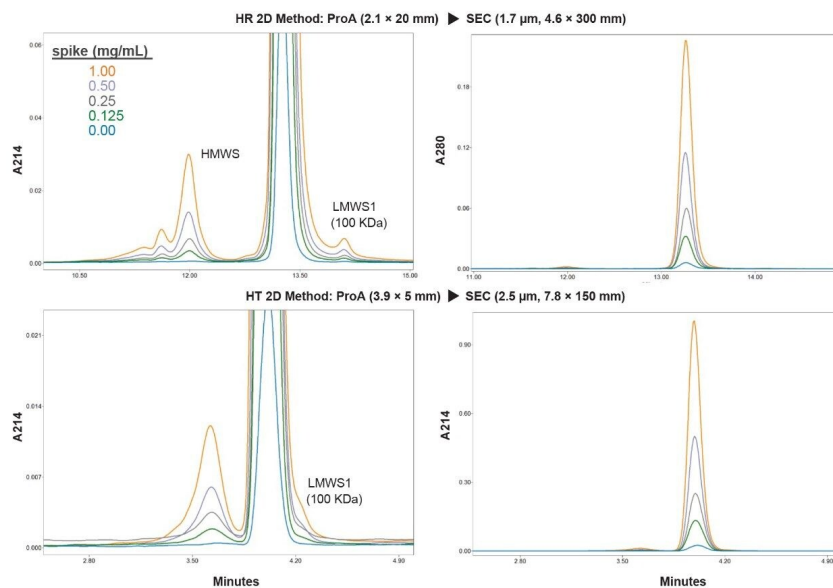 HR 2D Method: ProA (2.1 × 20 mm) ▶ SEC (1.7 µm, 4.6 × 300 mm)
spike (mg/mL)
1.00
0.50
0.25
0.125
0.00
HMWS
LMWS1
(100 KDa)
A214
0.06
0.04
0.02
0.00
10.50 12.00 13.50 15.00
A280
0.18
0.12
0.06
0.00
11.00 12.00 13.00 14.00
HT 2D Method: ProA (3.9 × 5 mm) ▶ SEC (2.5 µm, 7.8 × 150 mm)
A214
0.021
0.014
0.007
0.000
LMWS1
(100 KDa)
2.80 3.50 4.20 4.90
Minutes
A214
0.90
0.60
0.30
0.00
2.80 3.50 4.20 4.90
Minutes